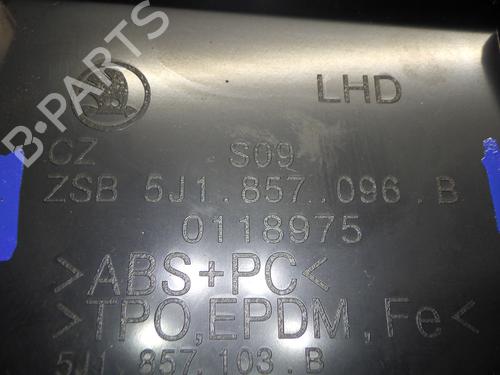 LHD
CZ S09
ZSB 5J1.857.096.B
0118975
>ABS+PC<
>TPO,EPDM,Fe<
5J1.857.103.B
B-PARTS